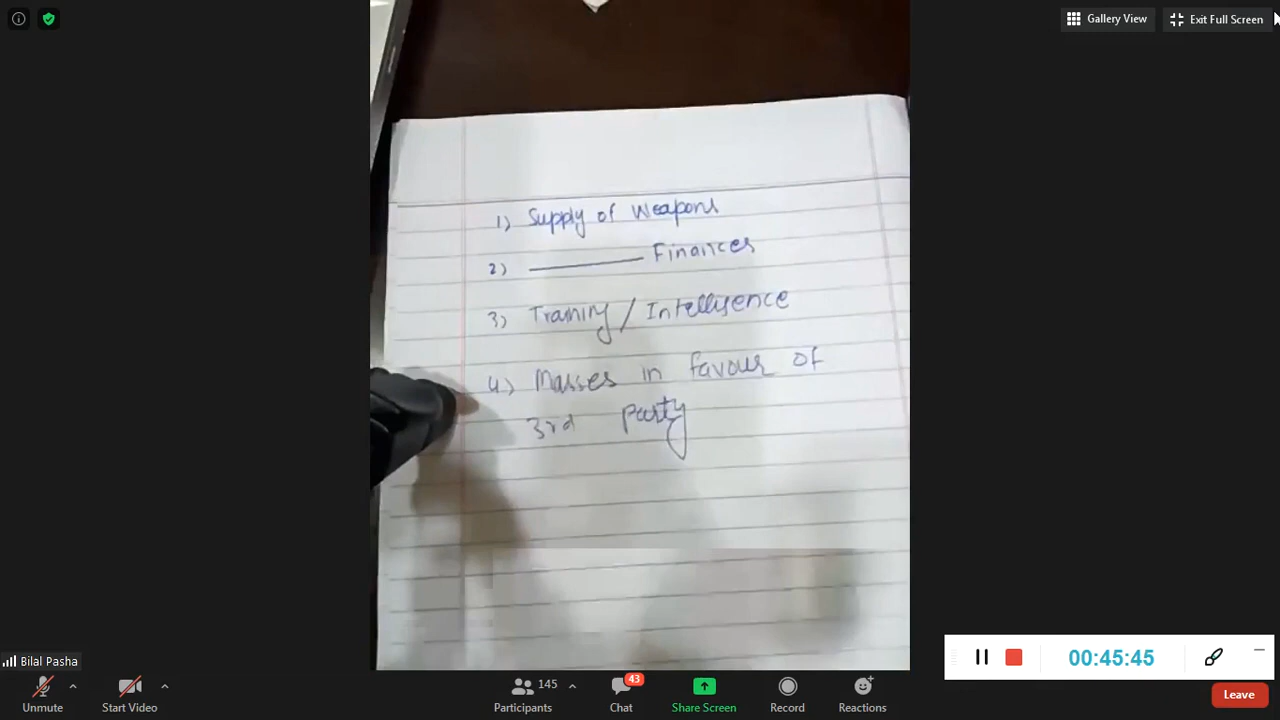 Gallery View
Exit Full Screen
1) Supply of Weapons
2) ________ Finances
3) Training / Intelligence
4) Masses in favour of
3rd party
Bilal Pasha
00:45:45
Unmute
Start Video
145
Participants
43
Chat
Share Screen
Record
Reactions
Leave